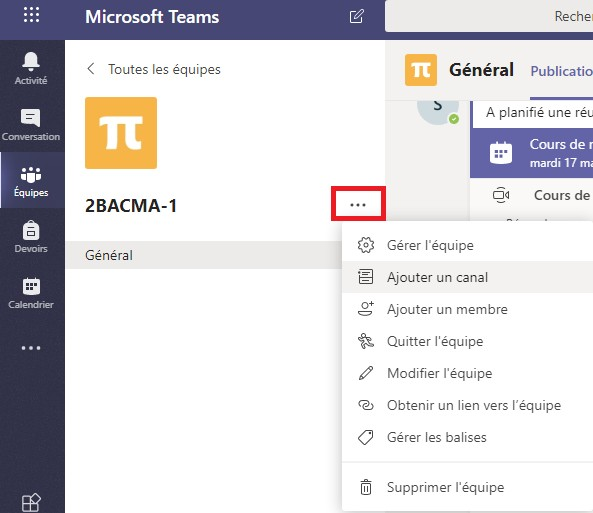 Microsoft Teams
Recher
Activité
Conversation
Équipes
Devoirs
Calendrier
Toutes les équipes
π
2BACMA-1
Général
π
Général
Publication
S
A planifié une réu
Cours de
mardi 17 ma
Cours de
Gérer l'équipe
Ajouter un canal
Ajouter un membre
Quitter l'équipe
Modifier l'équipe
Obtenir un lien vers l'équipe
Gérer les balises
Supprimer l'équipe